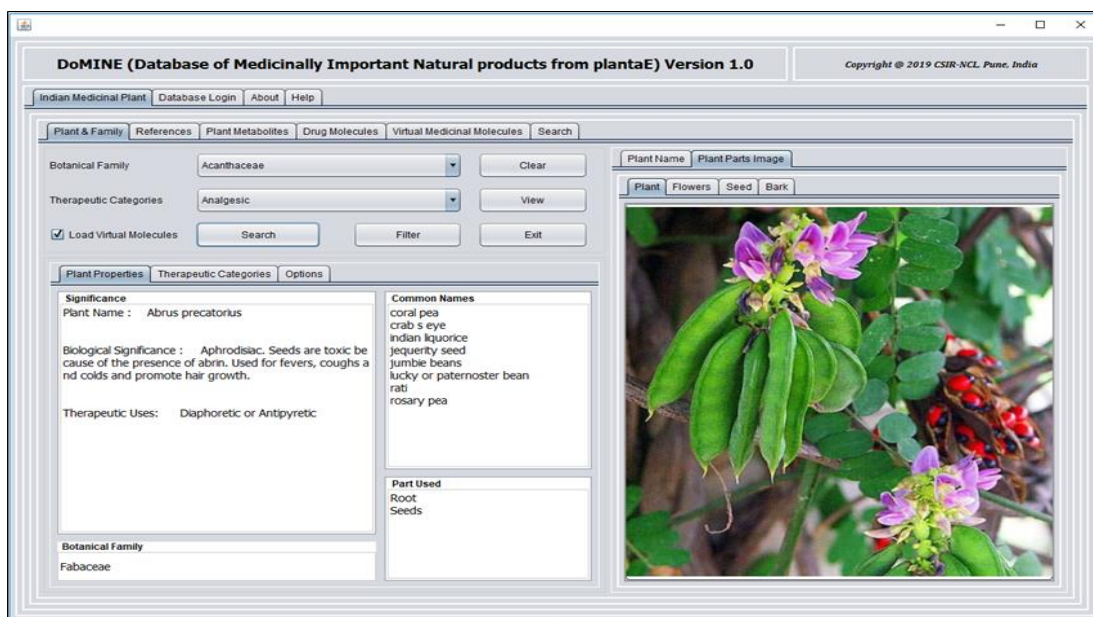 DoMINE (Database of Medicinally Important Natural products from plantaE) Version 1.0
Copyright @ 2019 CSIR-NCL. Pune, India
Indian Medicinal Plant
Database Login
About
Help
Plant & Family
References
Plant Metabolites
Drug Molecules
Virtual Medicinal Molecules
Search
Botanical Family
Acanthaceae
Clear
Therapeutic Categories
Analgesic
View
Load Virtual Molecules
Search
Filter
Exit
Plant Properties
Therapeutic Categories
Options
Significance
Plant Name : Abrus precatorius
Biological Significance : Aphrodisiac. Seeds are toxic be
cause of the presence of abrin. Used for fevers, coughs a
nd colds and promote hair growth.
Therapeutic Uses: Diaphoretic or Antipyretic
Botanical Family
Fabaceae
Common Names
coral pea
crab s eye
indian liquorice
jequerity seed
jumbie beans
lucky or paternoster bean
rati
rosary pea
Part Used
Root
Seeds
Plant Name
Plant Parts Image
Plant
Flowers
Seed
Bark